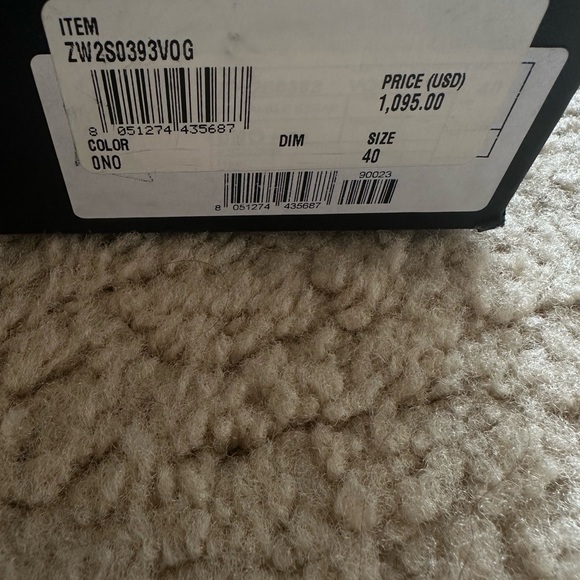 ITEM
ZW2S0393VOG
PRICE (USD)
1,095.00
8 051274 435687
COLOR DIM SIZE
0NO 40
90023
8 051274 435687